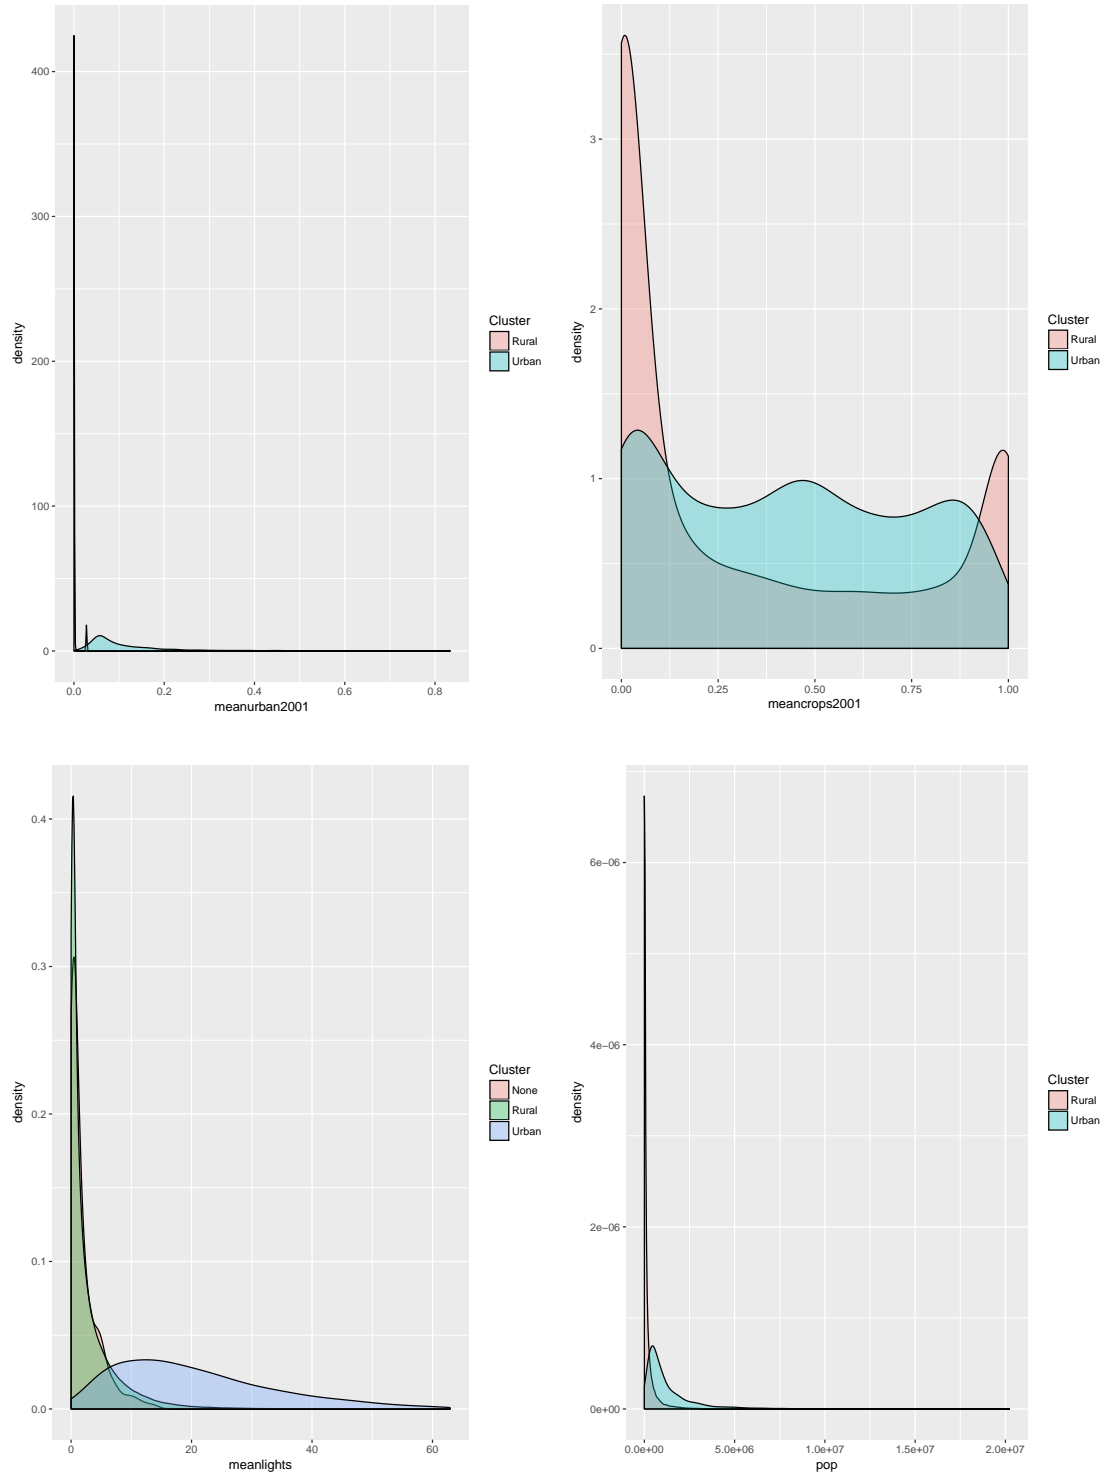 400
300
200
100
0
density
0.0 0.2 0.4 0.6 0.8
meanurban2001
Cluster
Rural
Urban
3
2
1
0
density
0.00 0.25 0.50 0.75 1.00
meancrops2001
Cluster
Rural
Urban
0.4
0.3
0.2
0.1
0.0
density
0 20 40 60
meanlights
Cluster
None
Rural
Urban
6e−06
4e−06
2e−06
0e+00
density
0.0e+00 5.0e+06 1.0e+07 1.5e+07 2.0e+07
pop
Cluster
Rural
Urban